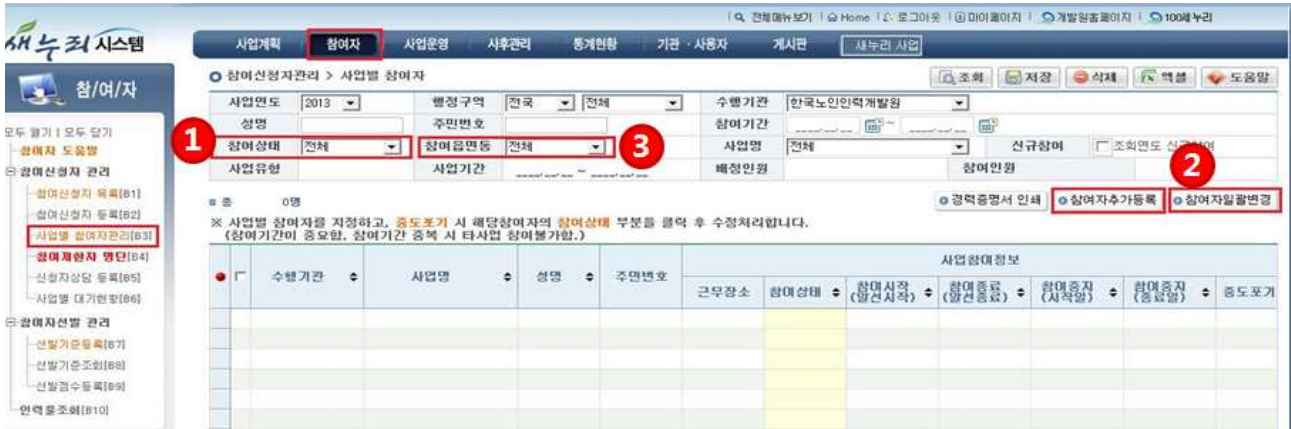 전체메뉴보기 | Home | 로그아웃 | 마이페이지 | 개발원홈페이지 | 100세누리
새누리 시스템
사업계획 참여자 사업운영 사후관리 통계현황 기관 · 사용자 게시판 새누리 사업
참/여/자
참여신청자관리 > 사업별 참여자
조회 저장 삭제 엑셀 도움말
사업연도 2013 행정구역 전국 전체 수행기관 한국노인인력개발원
성명 주민번호 참여기간 ____.__.__ ~ ____.__.__
1 참여상태 전체 참여읍면동 전체 3 사업명 전체 신규참여 조회연도 신규참여
사업유형 사업기간 ____.__.__ ~ ____.__.__ 배정인원 참여인원
2
모두 열기 | 모두 닫기
참여자 도움말
참여신청자 관리
참여신청자 목록[B1]
참여신청자 등록[B2]
사업별 참여자관리[B3]
참여제한자 명단[B4]
신청자상담 등록[B5]
사업별 대기현황[B6]
참여자선발 관리
선발기준등록[B7]
선발기준조회[B8]
선발점수등록[B9]
인력풀조회[B10]
총 0명
경력증명서 인쇄 참여자추가등록 참여자일괄변경
※ 사업별 참여자를 지정하고, 중도포기 시 해당참여자의 참여상태 부분을 클릭 후 수정처리합니다.
(참여기간이 중요함, 참여기간 중복 시 타사업 참여불가함.)
수행기관 사업명 성명 주민번호 사업참여정보
근무장소 참여상태 참여시작 (알선시작) 참여종료 (알선종료) 참여중지 (시작일) 참여중지 (종료일) 중도포기